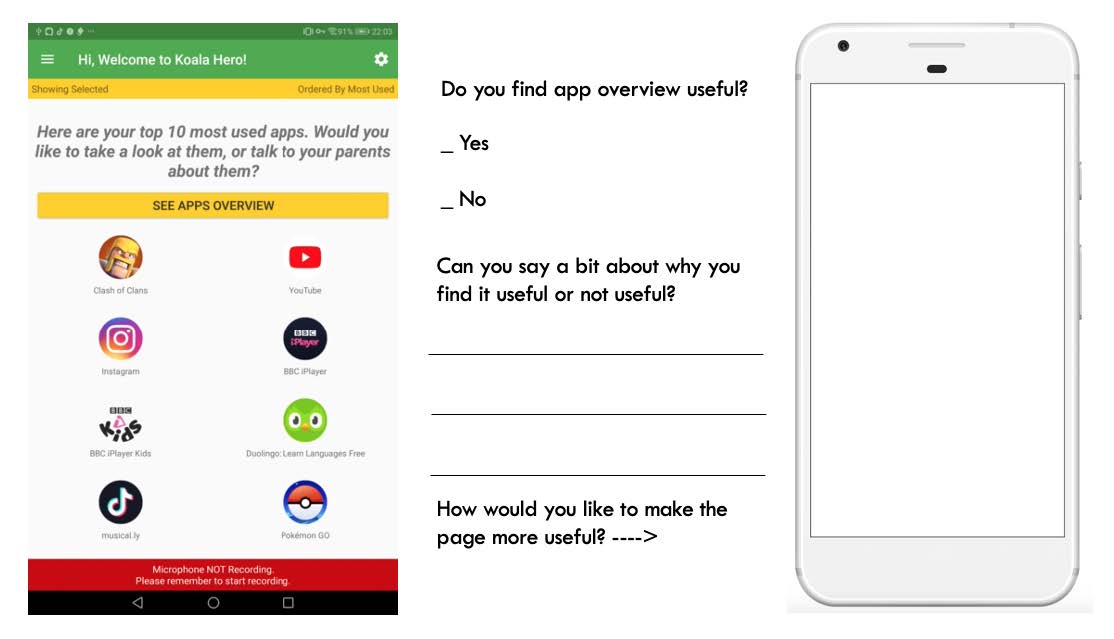 91% 22:03
Hi, Welcome to Koala Hero!
Showing Selected Ordered By Most Used
Here are your top 10 most used apps. Would you
like to take a look at them, or talk to your parents
about them?
SEE APPS OVERVIEW
Clash of Clans YouTube
BBC
iPlayer
Instagram BBC iPlayer
BBC
KiDS
BBC iPlayer Kids Duolingo: Learn Languages Free
musical.ly Pokémon GO
Microphone NOT Recording.
Please remember to start recording.
Do you find app overview useful?
_ Yes
_ No
Can you say a bit about why you
find it useful or not useful?
How would you like to make the
page more useful? ---->